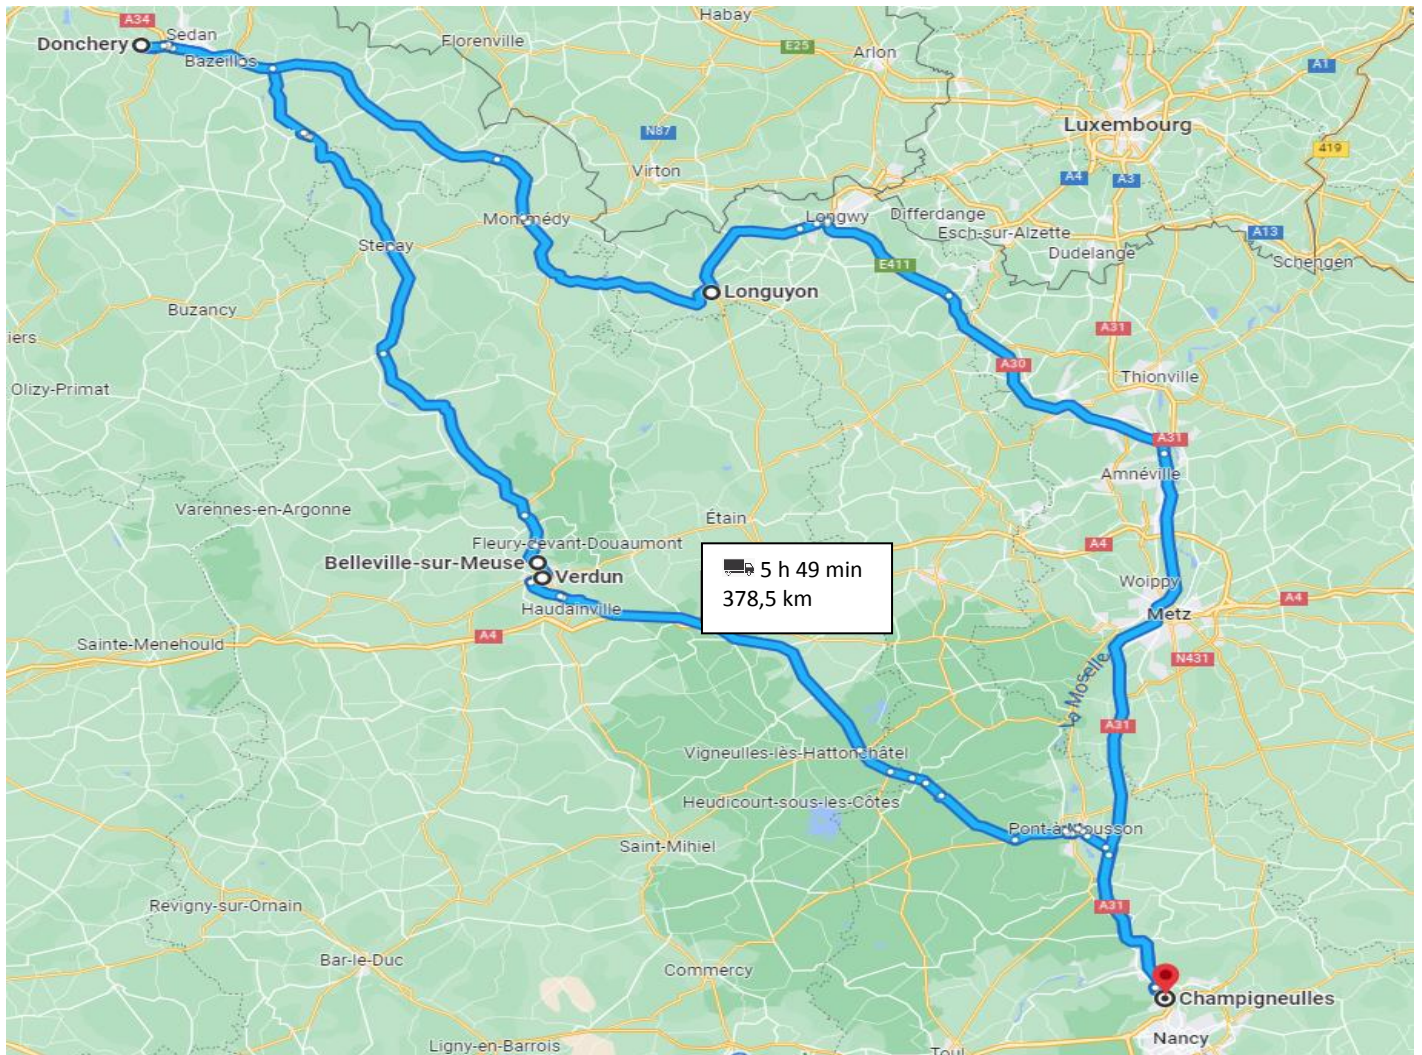 Habay
A34
Sedan
Donchery
Florenville
E25
Arlon
Bazeilles
A1
Luxembourg
N87
419
Virton
A4
A3
Montmédy
Longwy
Differdange
Esch-sur-Alzette
A13
Stenay
Dudelange
Schengen
E411
Longuyon
Buzancy
A31
iers
A30
Thionville
Olizy-Primat
A31
Amnéville
Varennes-en-Argonne
Étain
Fleury-devant-Douaumont
A4
Belleville-sur-Meuse
5 h 49 min
Verdun
Woippy
378,5 km
A4
Haudainville
Metz
A4
Sainte-Menehould
N431
La Moselle
A31
Vigneulles-lès-Hattonchâtel
Heudicourt-sous-les-Côtes
Pont-à-Mousson
Saint-Mihiel
Revigny-sur-Ornain
A31
Bar-le-Duc
Commercy
Champigneulles
Nancy
Ligny-en-Barrois
Toul